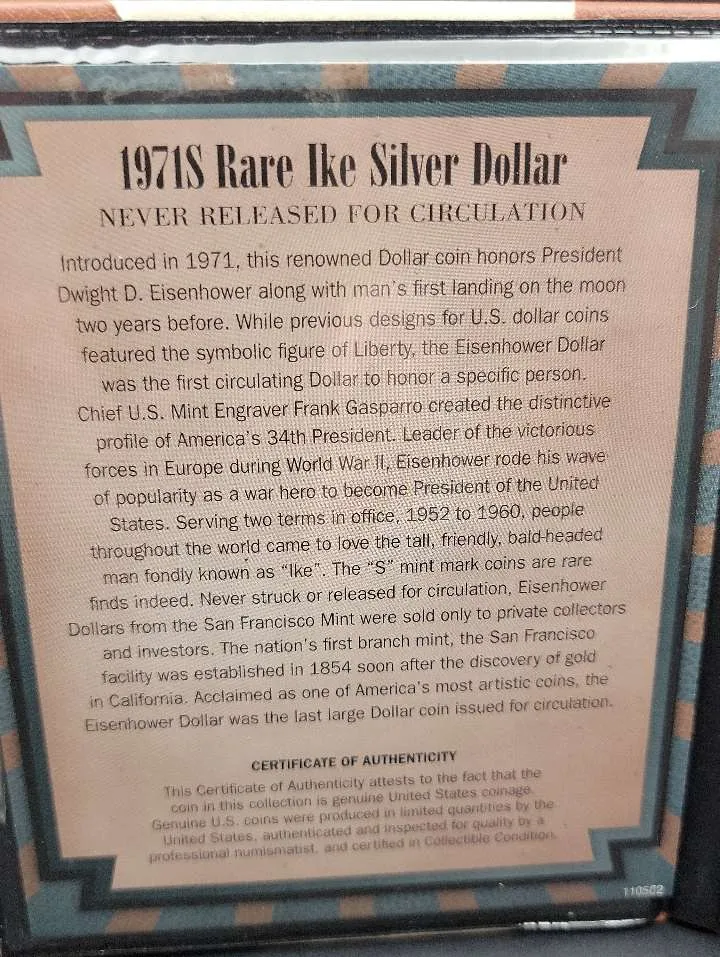 1971S Rare Ike Silver Dollar
NEVER RELEASED FOR CIRCULATION
Introduced in 1971, this renowned Dollar coin honors President
Dwight D. Eisenhower along with man's first landing on the moon
two years before. While previous designs for U.S. dollar coins
featured the symbolic figure of Liberty, the Eisenhower Dollar
was the first circulating Dollar to honor a specific person.
Chief U.S. Mint Engraver Frank Gasparro created the distinctive
profile of America's 34th President. Leader of the victorious
forces in Europe during World War II, Eisenhower rode his wave
of popularity as a war hero to become President of the United
States. Serving two terms in office, 1952 to 1960, people
throughout the world came to love the tall, friendly, bald-headed
man fondly known as "Ike". The "S" mint mark coins are rare
finds indeed. Never struck or released for circulation, Eisenhower
Dollars from the San Francisco Mint were sold only to private collectors
and investors. The nation's first branch mint, the San Francisco
facility was established in 1854 soon after the discovery of gold
in California. Acclaimed as one of America's most artistic coins, the
Eisenhower Dollar was the last large Dollar coin issued for circulation.
CERTIFICATE OF AUTHENTICITY
This Certificate of Authenticity attests to the fact that the
coin in this collection is genuine United States coinage.
Genuine U.S. coins were produced in limited quantities by the
United States, authenticated and inspected for quality by a
professional numismatist, and certified in Collectible Condition.
110502